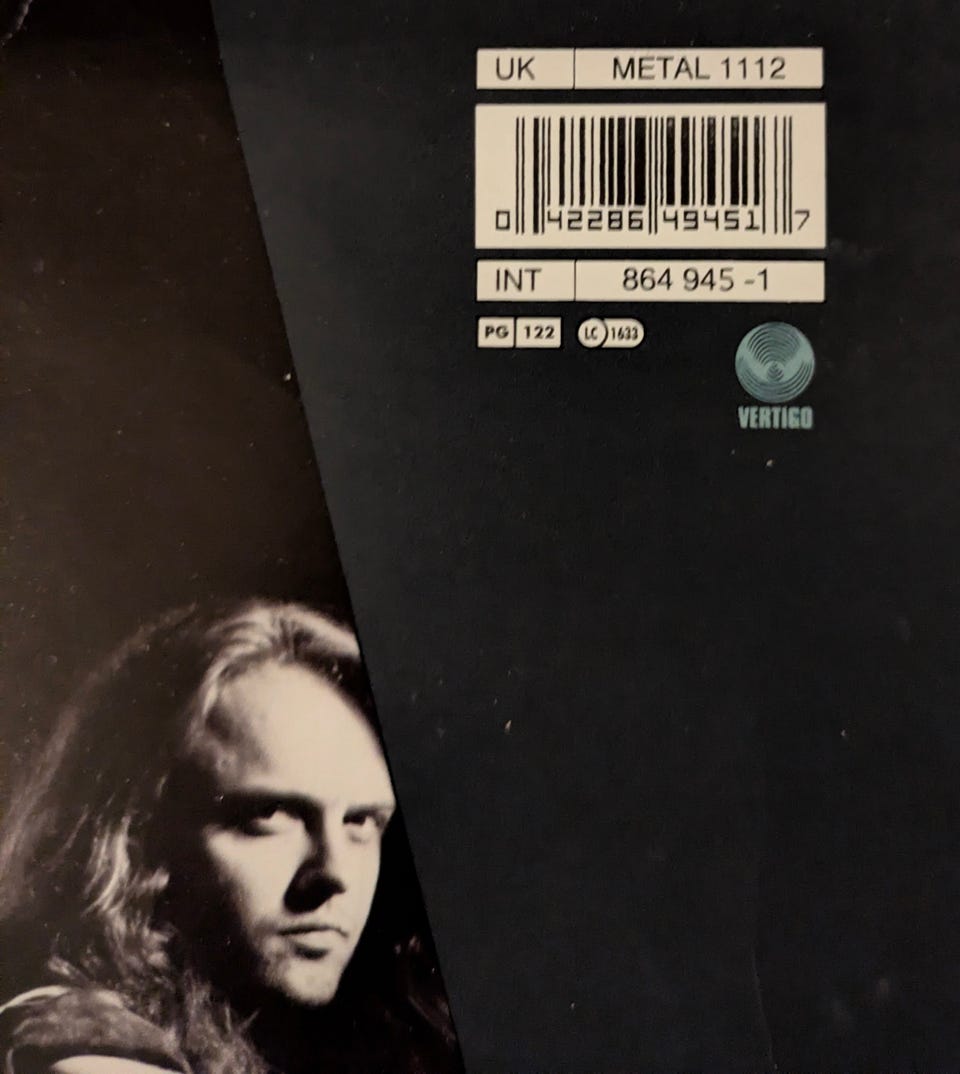 UK METAL 1112
0 42286 49451 7
INT 864 945 -1
PG 122 LC 1633
VERTIGO